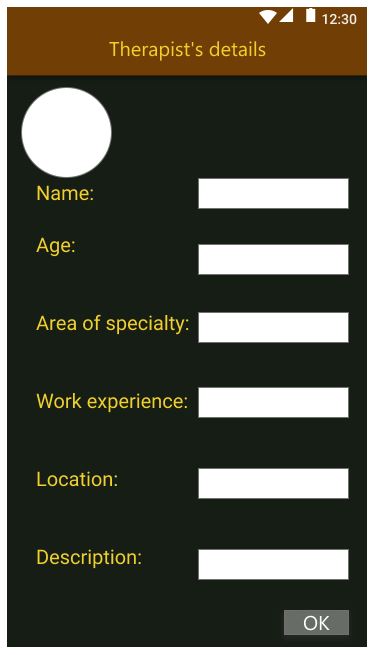 12:30
Therapist's details
Name:
Age:
Area of specialty:
Work experience:
Location:
Description:
OK